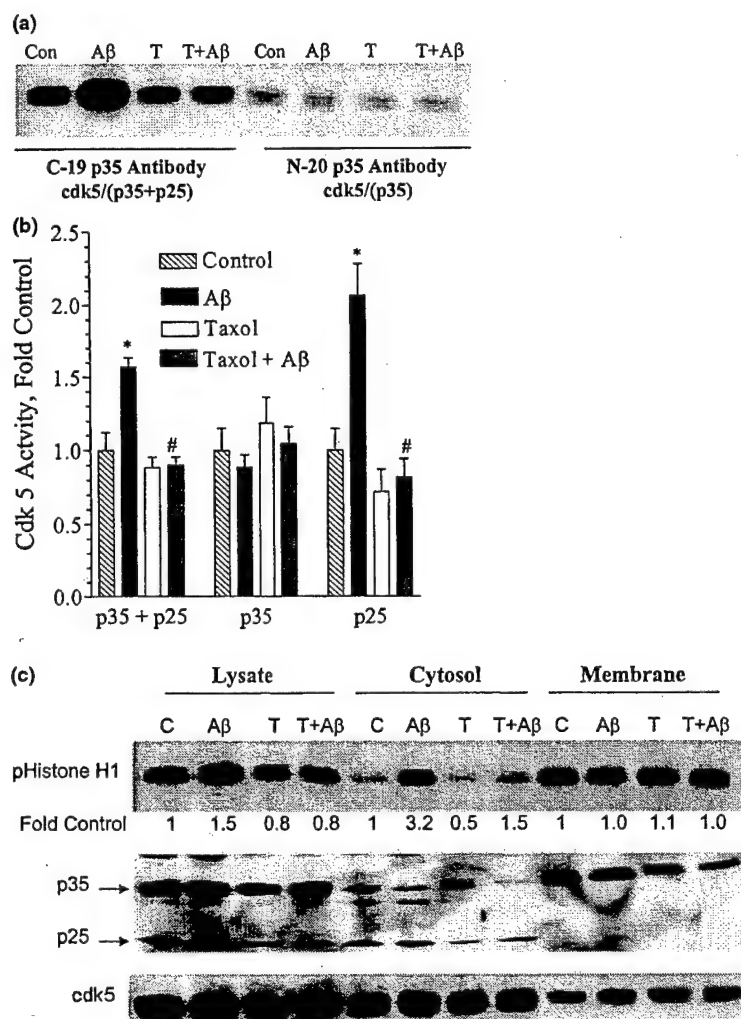 (a)
Con Aβ T T+Aβ Con Aβ T T+Aβ
C-19 p35 Antibody
cdk5/(p35+p25)
N-20 p35 Antibody
cdk5/(p35)
(b)
2.5
2.0
1.5
1.0
0.5
0.0
Cdk 5 Actvity, Fold Control
Control
Aβ
Taxol
Taxol + Aβ
* # * #
p35 + p25 p35 p25
(c)
Lysate Cytosol Membrane
C Aβ T T+Aβ C Aβ T T+Aβ C Aβ T T+Aβ
pHistone H1
Fold Control 1 1.5 0.8 0.8 1 3.2 0.5 1.5 1 1.0 1.1 1.0
p35
p25
cdk5